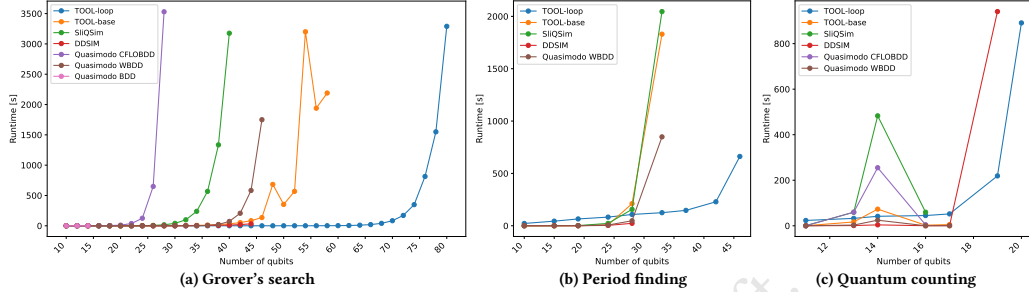 3500
3000
2500
2000
1500
1000
500
0
Runtime [s]
TOOL-loop
TOOL-base
SliQSim
DDSIM
Quasimodo CFLOBDD
Quasimodo WBDD
Quasimodo BDD
10 15 20 25 30 35 40 45 50 55 60 65 70 75 80
Number of qubits
(a) Grover's search
2000
1500
1000
500
0
Runtime [s]
TOOL-loop
TOOL-base
SliQSim
DDSIM
Quasimodo WBDD
10 15 20 25 30 35 40 45
Number of qubits
(b) Period finding
800
600
400
200
0
Runtime [s]
TOOL-loop
TOOL-base
SliQSim
DDSIM
Quasimodo CFLOBDD
Quasimodo WBDD
12 14 16 18 20
Number of qubits
(c) Quantum counting